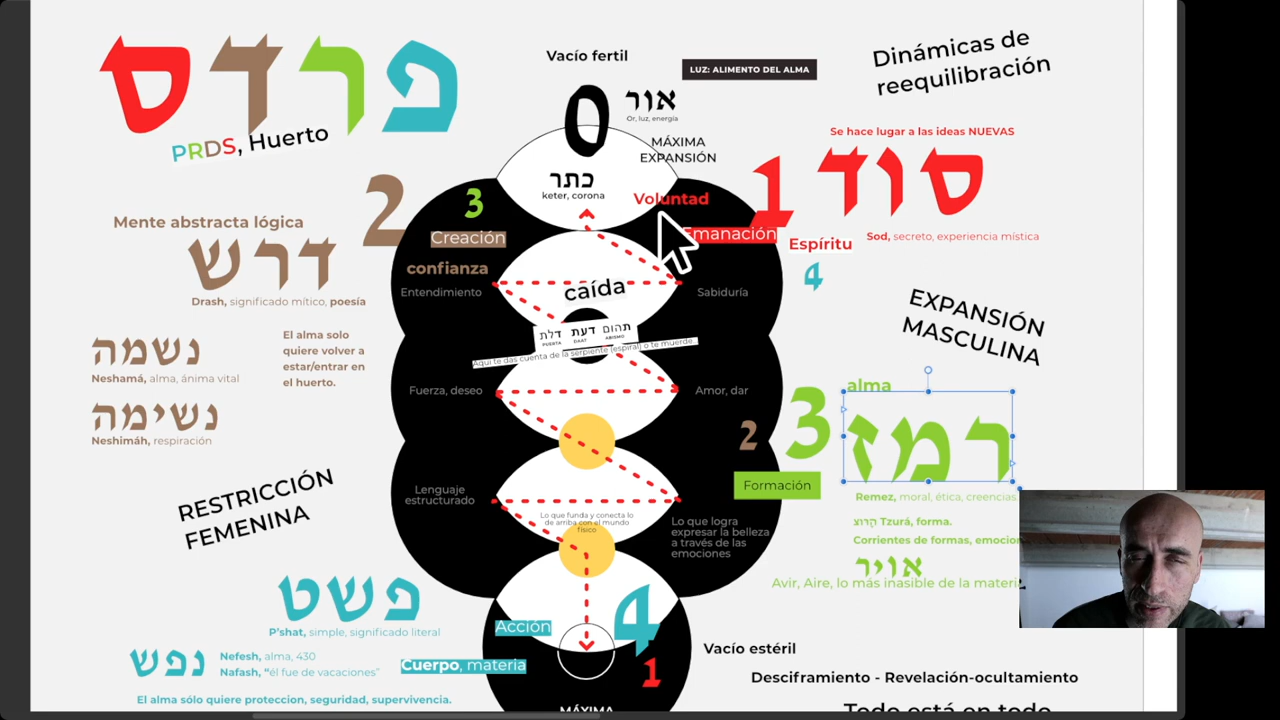 פרדס
PRDS, Huerto
Vacío fertil
LUZ: ALIMENTO DEL ALMA
Dinámicas de
reequilibración
0
אור
Or, luz, energía
MÁXIMA
EXPANSIÓN
כתר
keter, corona
Se hace lugar a las ideas NUEVAS
1
סוד
Sod, secreto, experiencia mística
Voluntad
Emanación
Espíritu
4
2
3
Creación
Mente abstracta lógica
דרש
Drash, significado mítico, poesía
confianza
Entendimiento
caída
Sabiduría
דלת
PUERTA
דעת
DAAT
תהום
ABISMO
Aquí te das cuenta de la serpiente (espiral) o te muerde.
EXPANSIÓN
MASCULINA
נשמה
Neshamá, alma, ánima vital
נשימה
Neshimáh, respiración
El alma solo
quiere volver a
estar/entrar en
el huerto.
Fuerza, deseo
Amor, dar
alma
2
3
רמז
Formación
Remez, moral, ética, creencias.
צוּרָה Tzurá, forma.
Corrientes de formas, emocion
אויר
Avir, Aire, lo más inasible de la materi
RESTRICCIÓN
FEMENINA
Lenguaje
estructurado
Lo que funda y conecta lo
de arriba con el mundo
físico
Lo que logra
expresar la belleza
a través de las
emociones
פשט
P'shat, simple, significado literal
נפש
Nefesh, alma, 430
Nafash, “él fue de vacaciones”
El alma sólo quiere proteccion, seguridad, supervivencia.
Acción
4
Cuerpo, materia
1
Vacío estéril
Desciframiento - Revelación-ocultamiento
MÁXIMA
Todo está en todo